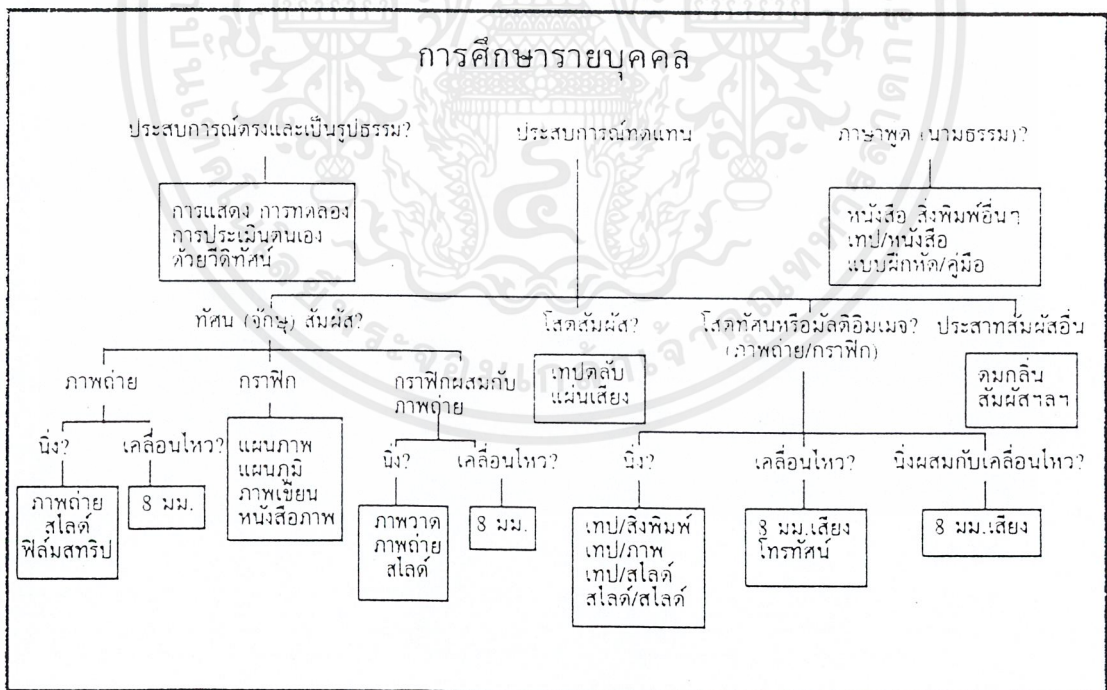 การศึกษารายบุคคล
ประสบการณ์ตรงและเป็นรูปธรรม?
ประสบการณ์ทดแทน
ภาษาพูด (นามธรรม)?
การแสดง การทดลอง
การประเมินตนเอง
ด้วยวีดิทัศน์
หนังสือ สิ่งพิมพ์อื่นๆ
เทป/หนังสือ
แบบฝึกหัด/คู่มือ
ทัศน (จักษุ) สัมผัส?
โสตสัมผัส?
โสตทัศนหรือมัลติอิมเมจ?
(ภาพถ่าย/กราฟิก)
ประสาทสัมผัสอื่น
เทปตลับ
แผ่นเสียง
ดมกลิ่น
สัมผัสฯลฯ
ภาพถ่าย
กราฟิก
กราฟิกผสมกับ
ภาพถ่าย
นิ่ง?
เคลื่อนไหว?
แผนภาพ
แผนภูมิ
ภาพเขียน
หนังสือภาพ
นิ่ง?
เคลื่อนไหว?
นิ่ง?
เคลื่อนไหว?
นิ่งผสมกับเคลื่อนไหว?
ภาพถ่าย
สไลด์
ฟิล์มสทริป
8 มม.
ภาพวาด
ภาพถ่าย
สไลด์
8 มม.
เทป/สิ่งพิมพ์
เทป/ภาพ
เทป/สไลด์
สไลด์/สไลด์
8 มม.เสียง
โทรทัศน์
8 มม.เสียง